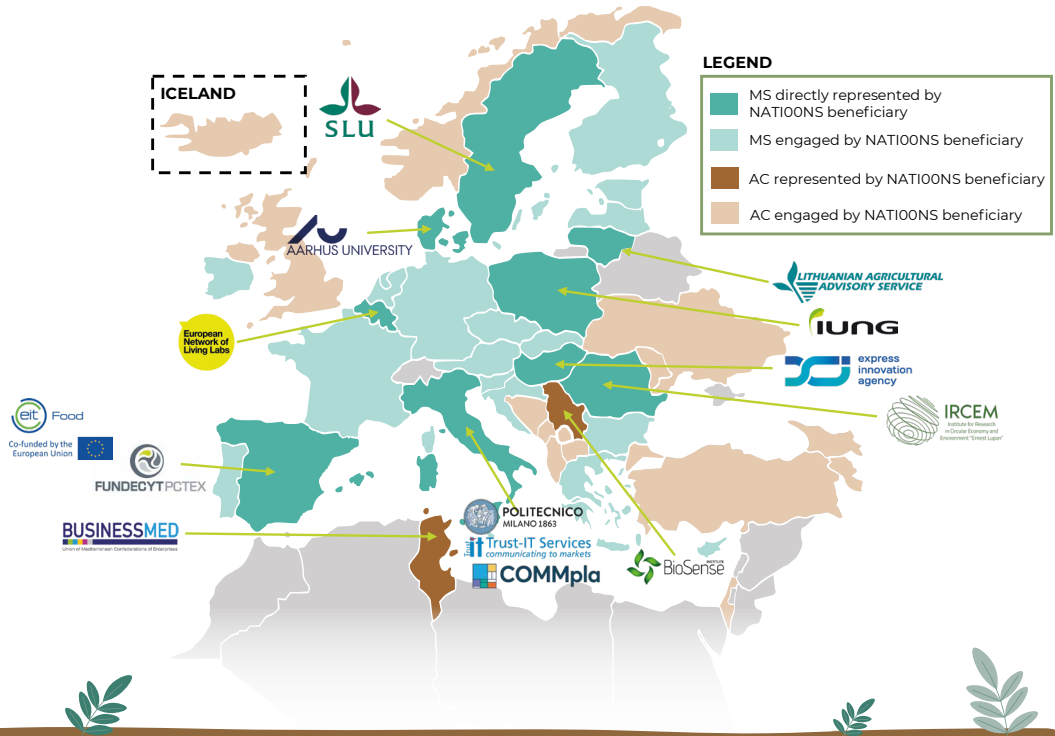 LEGEND
MS directly represented by
NATI00NS beneficiary
MS engaged by NATI00NS beneficiary
AC represented by NATI00NS beneficiary
AC engaged by NATI00NS beneficiary
ICELAND
SLU
AARHUS UNIVERSITY
LITHUANIAN AGRICULTURAL
ADVISORY SERVICE
IUNG
European
Network of
Living Labs
express
innovation
agency
IRCEM
Institute for Research
in Circular Economy and
Environment "Ernest Lupan"
eit Food
Co-funded by the
European Union
FUNDECYT PCTEX
BUSINESSMED
Union of Mediterranean Confederations of Enterprises
POLITECNICO
MILANO 1863
Trust-IT Services
communicating to markets
COMMpla
BioSense